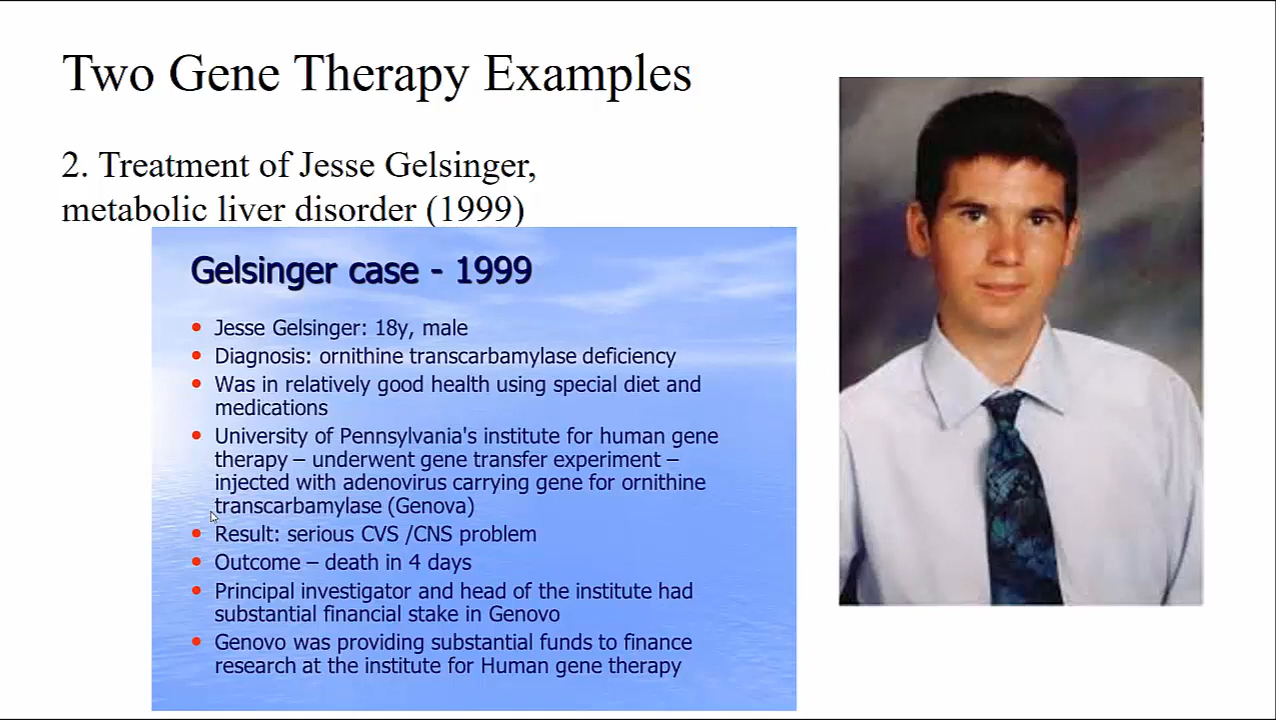 Two Gene Therapy Examples
2. Treatment of Jesse Gelsinger,
metabolic liver disorder (1999)
Gelsinger case - 1999
• Jesse Gelsinger: 18y, male
• Diagnosis: ornithine transcarbamylase deficiency
• Was in relatively good health using special diet and
medications
• University of Pennsylvania's institute for human gene
therapy – underwent gene transfer experiment –
injected with adenovirus carrying gene for ornithine
transcarbamylase (Genova)
• Result: serious CVS /CNS problem
• Outcome – death in 4 days
• Principal investigator and head of the institute had
substantial financial stake in Genovo
• Genovo was providing substantial funds to finance
research at the institute for Human gene therapy